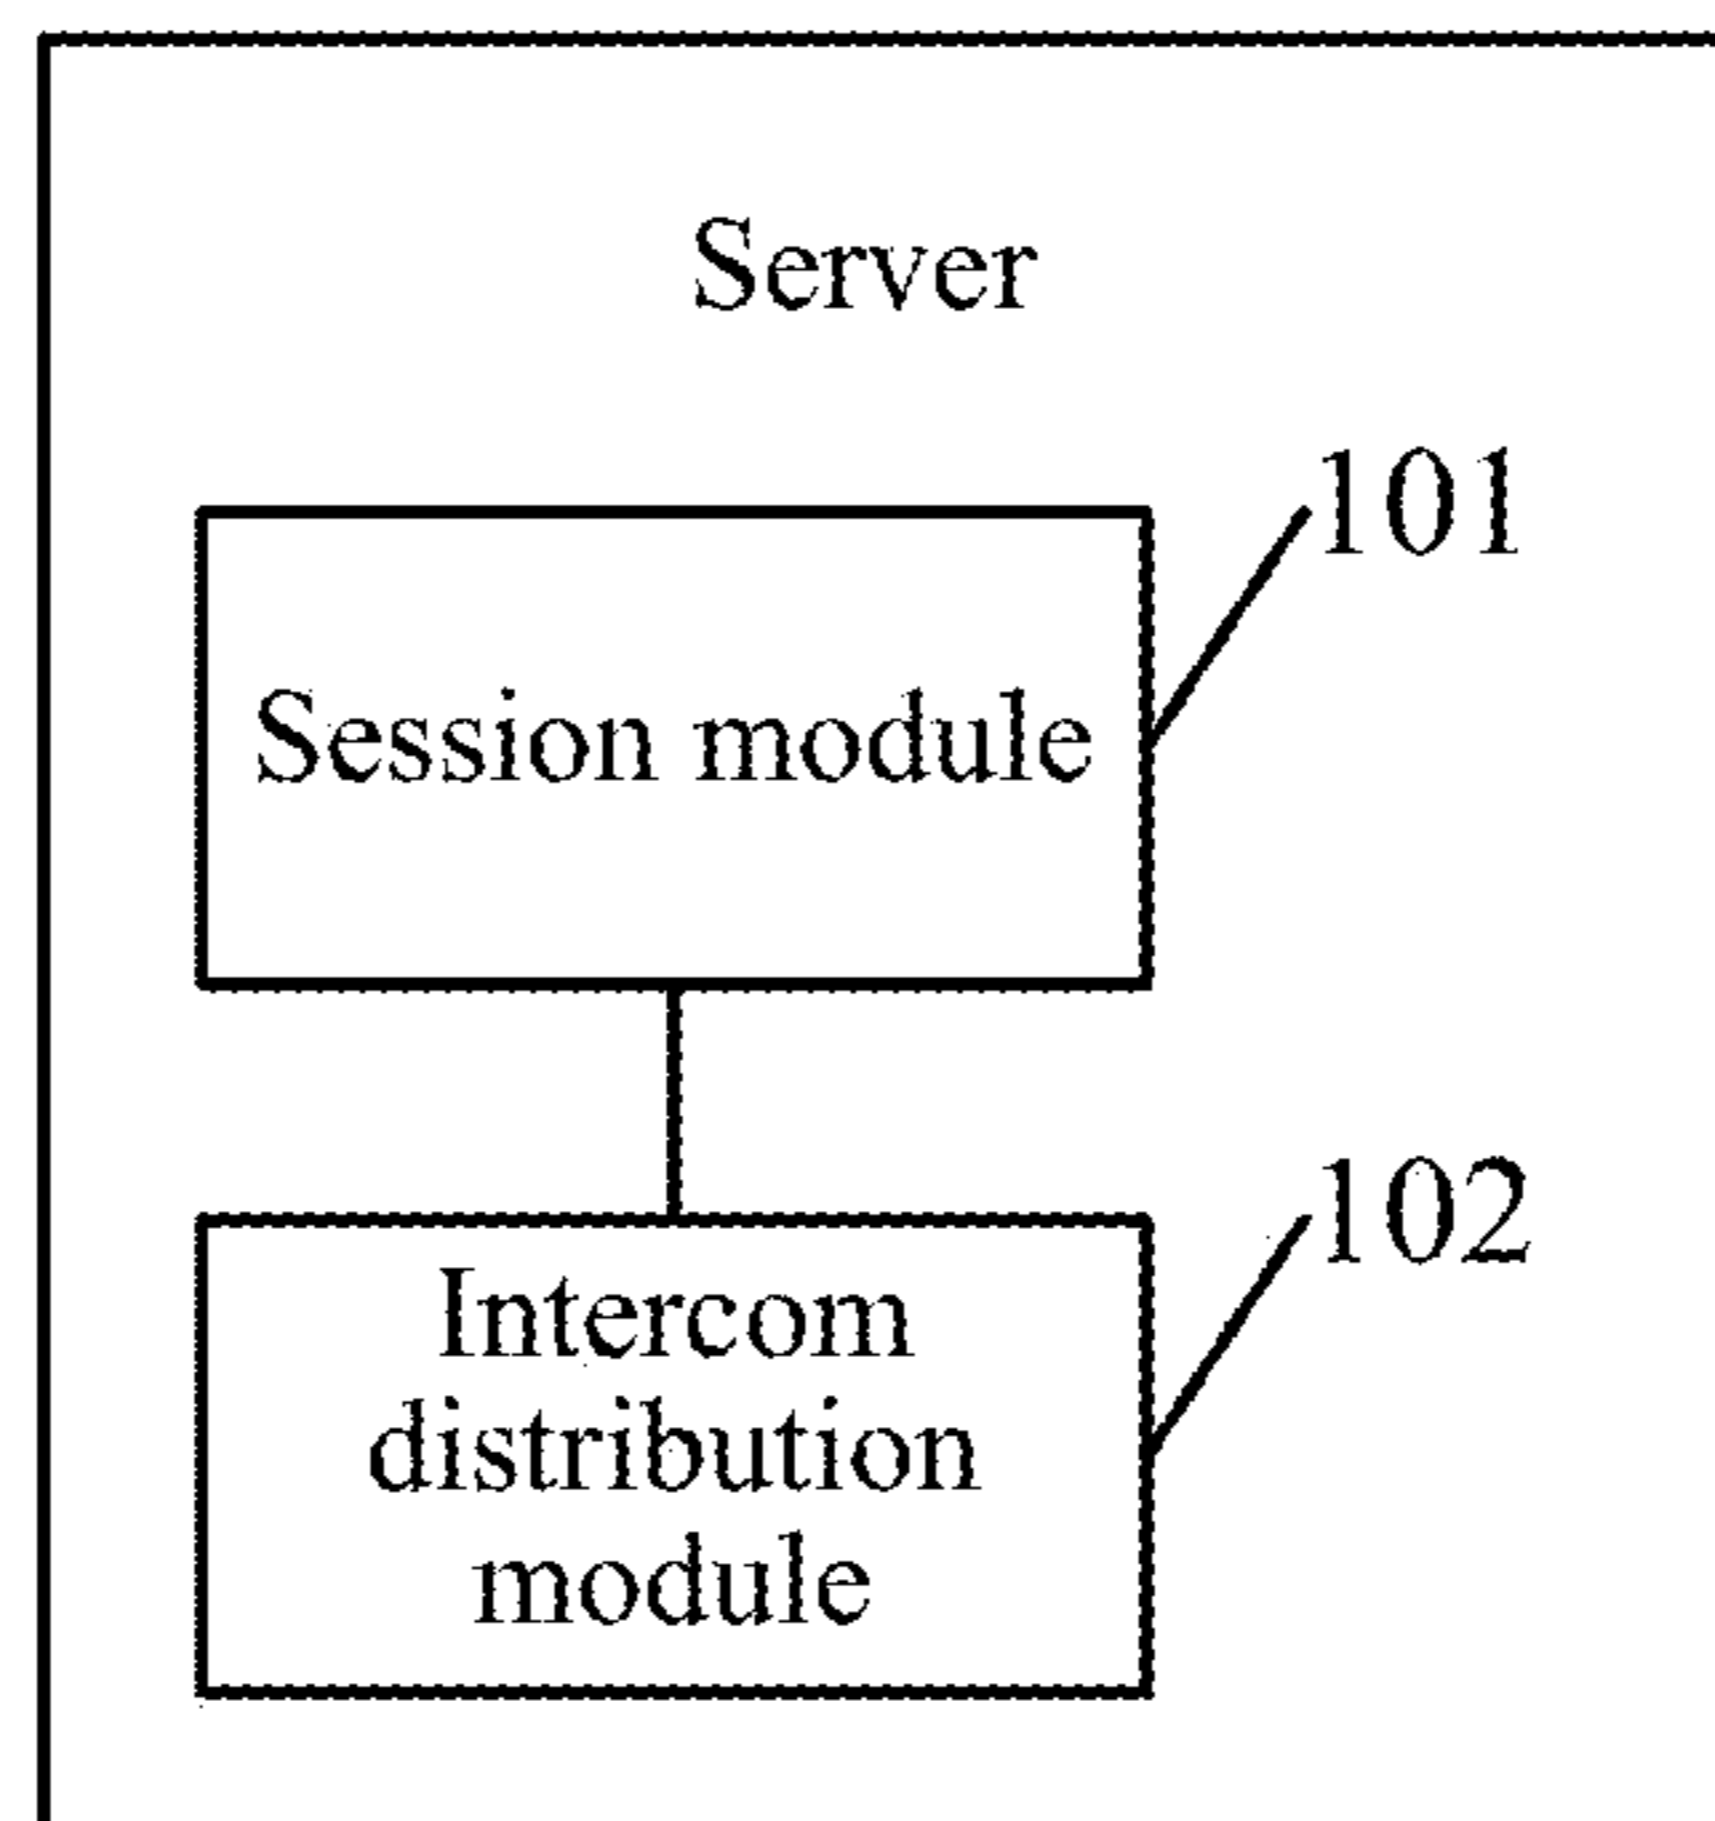 Server
101
Session module
102
Intercom
distribution
module